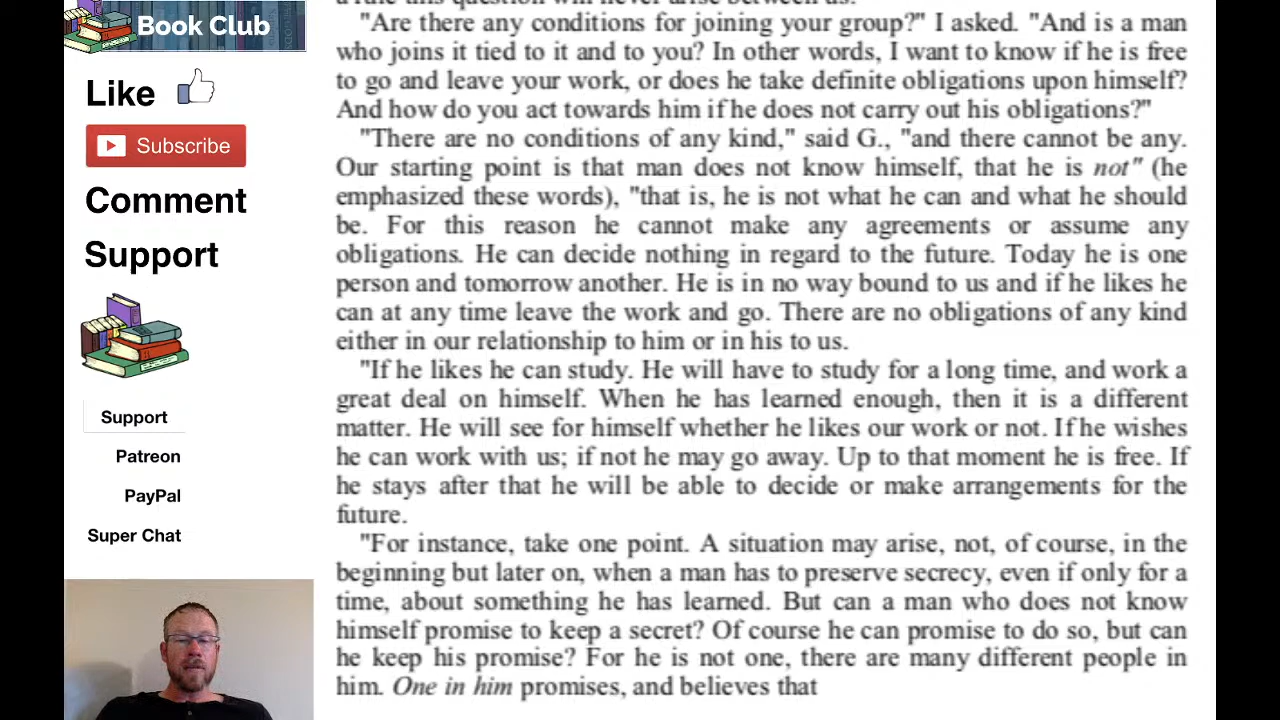 Book Club
Like
Subscribe
Comment
Support
Support
Patreon
PayPal
Super Chat
a rule this question will never arise between us."
"Are there any conditions for joining your group?" I asked. "And is a man
who joins it tied to it and to you? In other words, I want to know if he is free
to go and leave your work, or does he take definite obligations upon himself?
And how do you act towards him if he does not carry out his obligations?"
"There are no conditions of any kind," said G., "and there cannot be any.
Our starting point is that man does not know himself, that he is not" (he
emphasized these words), "that is, he is not what he can and what he should
be. For this reason he cannot make any agreements or assume any
obligations. He can decide nothing in regard to the future. Today he is one
person and tomorrow another. He is in no way bound to us and if he likes he
can at any time leave the work and go. There are no obligations of any kind
either in our relationship to him or in his to us.
"If he likes he can study. He will have to study for a long time, and work a
great deal on himself. When he has learned enough, then it is a different
matter. He will see for himself whether he likes our work or not. If he wishes
he can work with us; if not he may go away. Up to that moment he is free. If
he stays after that he will be able to decide or make arrangements for the
future.
"For instance, take one point. A situation may arise, not, of course, in the
beginning but later on, when a man has to preserve secrecy, even if only for a
time, about something he has learned. But can a man who does not know
himself promise to keep a secret? Of course he can promise to do so, but can
he keep his promise? For he is not one, there are many different people in
him. One in him promises, and believes that